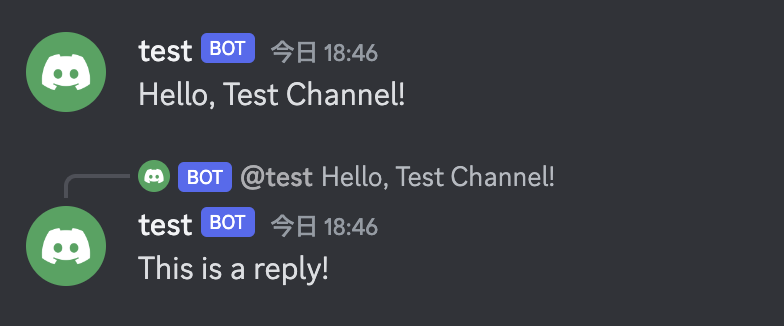 test BOT 今日 18:46
Hello, Test Channel!
BOT @test Hello, Test Channel!
test BOT 今日 18:46
This is a reply!